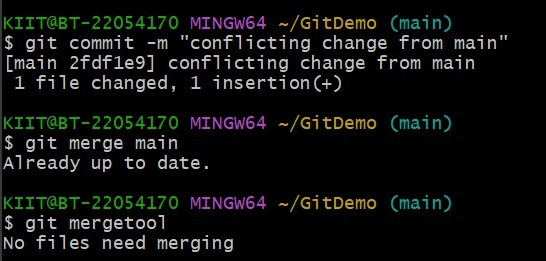 KIIT@BT-22054170 MINGW64 ~/GitDemo (main)
$ git commit -m "conflicting change from main"
[main 2fdf1e9] conflicting change from main
 1 file changed, 1 insertion(+)

KIIT@BT-22054170 MINGW64 ~/GitDemo (main)
$ git merge main
Already up to date.

KIIT@BT-22054170 MINGW64 ~/GitDemo (main)
$ git mergetool
No files need merging